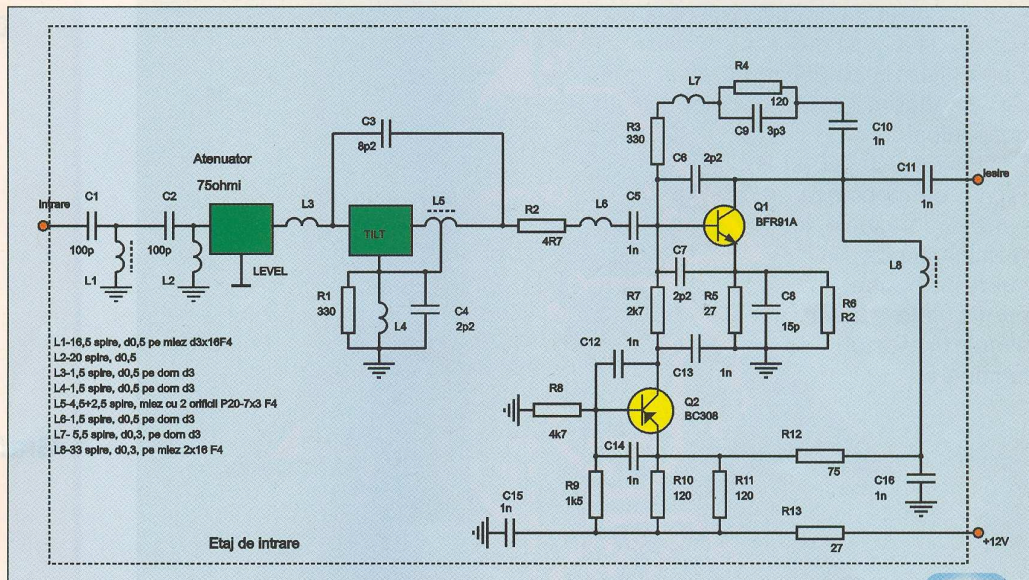 R4
L7
120
C3
R3
330
C9
3p3
C10
1n
8p2
C6
2p2
C11
Atenuator
75ohmi
Intrare
Iesire
C1
C2
L3
L5
R2
L6
C5
Q1
BFR91A
1n
TILT
100p
100p
4R7
1n
L1
L2
LEVEL
C7
L8
R1
330
L4
C4
2p2
2p2
R7
2k7
R5
27
C8
15p
R6
R2
L1-16,5 spire, d0,5 pe miez d3x16F4
L2-20 spire, d0,5
L3-1,5 spire, d0,5 pe dorn d3
L4-1,5 spire, d0,5 pe dorn d3
L5-4,5+2,5 spire, miez cu 2 orificii P20-7x3 F4
L6-1,5 spire, d0,5 pe dorn d3
L7- 5,5 spire, d0,3, pe dorn d3
L8-33 spire, d0,3, pe miez 2x16 F4
C12
1n
C13
1n
R8
4k7
Q2
BC308
C14
1n
R12
75
R9
1k5
R10
120
R11
120
C16
1n
C15
1n
R13
27
+12V
Etaj de intrare